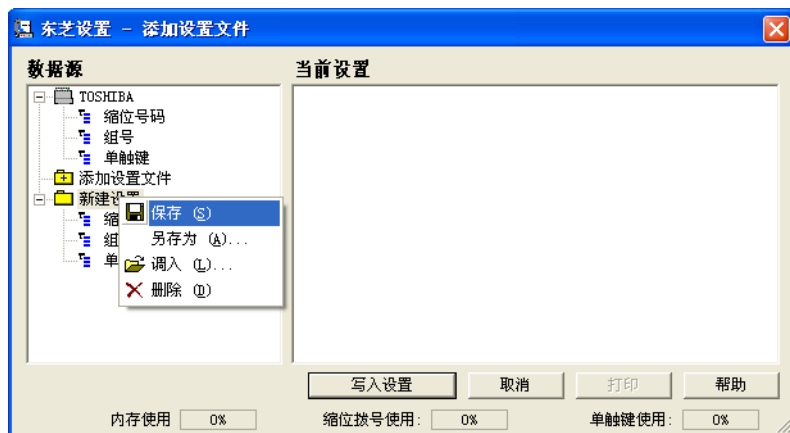 东芝设置 - 添加设置文件
数据源
当前设置
TOSHIBA
缩位号码
组号
单触键
添加设置文件
新建设
缩
组
单
保存 (S)
另存为 (A)...
调入 (L)...
删除 (D)
写入设置
取消
打印
帮助
内存使用 0%
缩位拨号使用: 0%
单触键使用: 0%